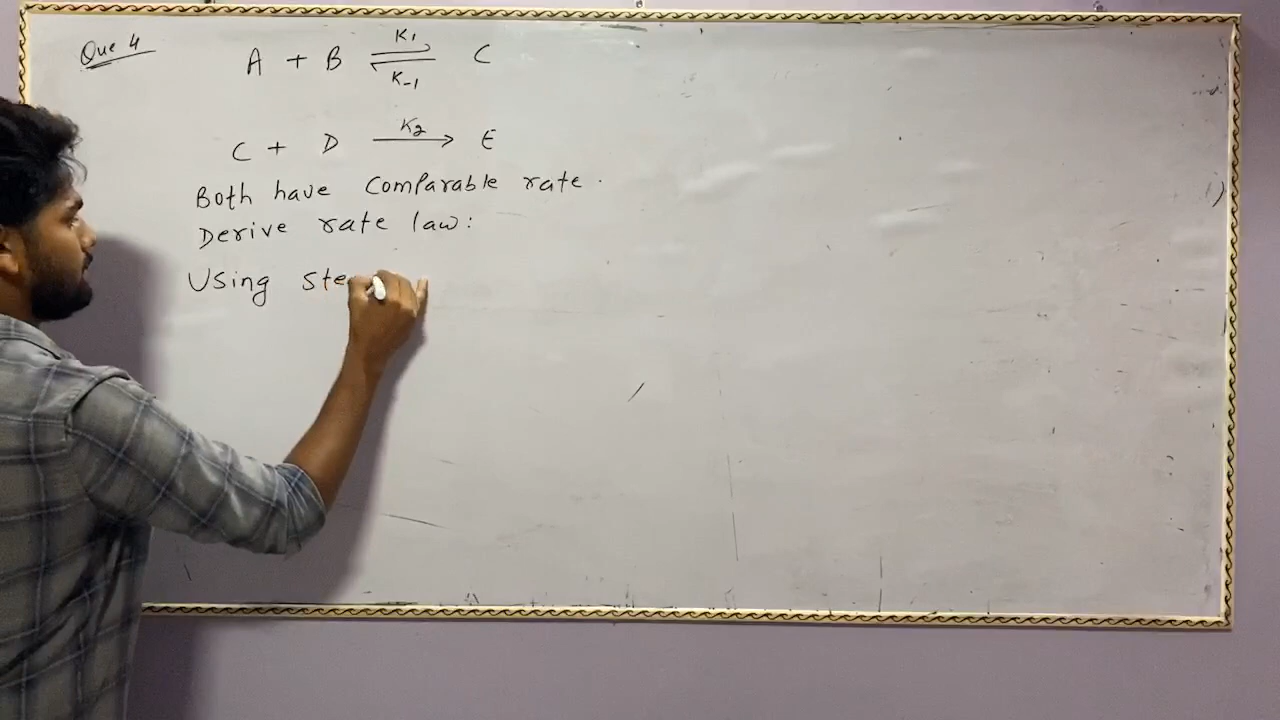 Que 4
A + B ⇌ C
K1
K-1
C + D → E
K2
Both have Comparable rate.
Derive rate law:
Using ste